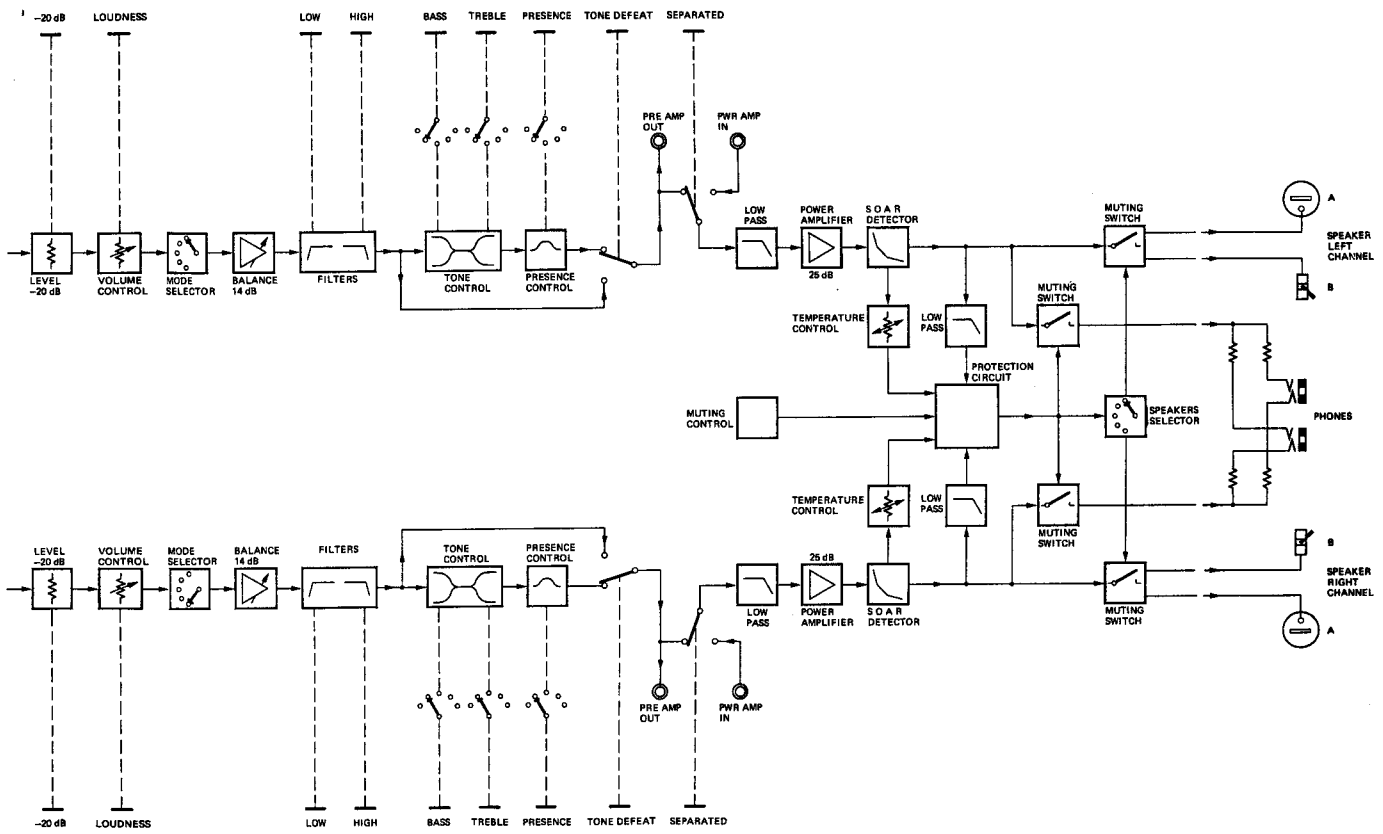 -20 dB
LOUDNESS
LOW
HIGH
BASS
TREBLE
PRESENCE
TONE DEFEAT
SEPARATED
PRE AMP
OUT
PWR AMP
IN
LEVEL
-20 dB
VOLUME
CONTROL
MODE
SELECTOR
BALANCE
14 dB
FILTERS
TONE
CONTROL
PRESENCE
CONTROL
LOW
PASS
POWER
AMPLIFIER
25 dB
S O A R
DETECTOR
MUTING
SWITCH
A
SPEAKER
LEFT
CHANNEL
B
MUTING
SWITCH
TEMPERATURE
CONTROL
LOW
PASS
PROTECTION
CIRCUIT
MUTING
CONTROL
SPEAKERS
SELECTOR
PHONES
TEMPERATURE
CONTROL
LOW
PASS
MUTING
SWITCH
LEVEL
-20 dB
VOLUME
CONTROL
MODE
SELECTOR
BALANCE
14 dB
FILTERS
TONE
CONTROL
PRESENCE
CONTROL
LOW
PASS
25 dB
POWER
AMPLIFIER
S O A R
DETECTOR
MUTING
SWITCH
B
SPEAKER
RIGHT
CHANNEL
A
PRE AMP
OUT
PWR AMP
IN
-20 dB
LOUDNESS
LOW
HIGH
BASS
TREBLE
PRESENCE
TONE DEFEAT
SEPARATED